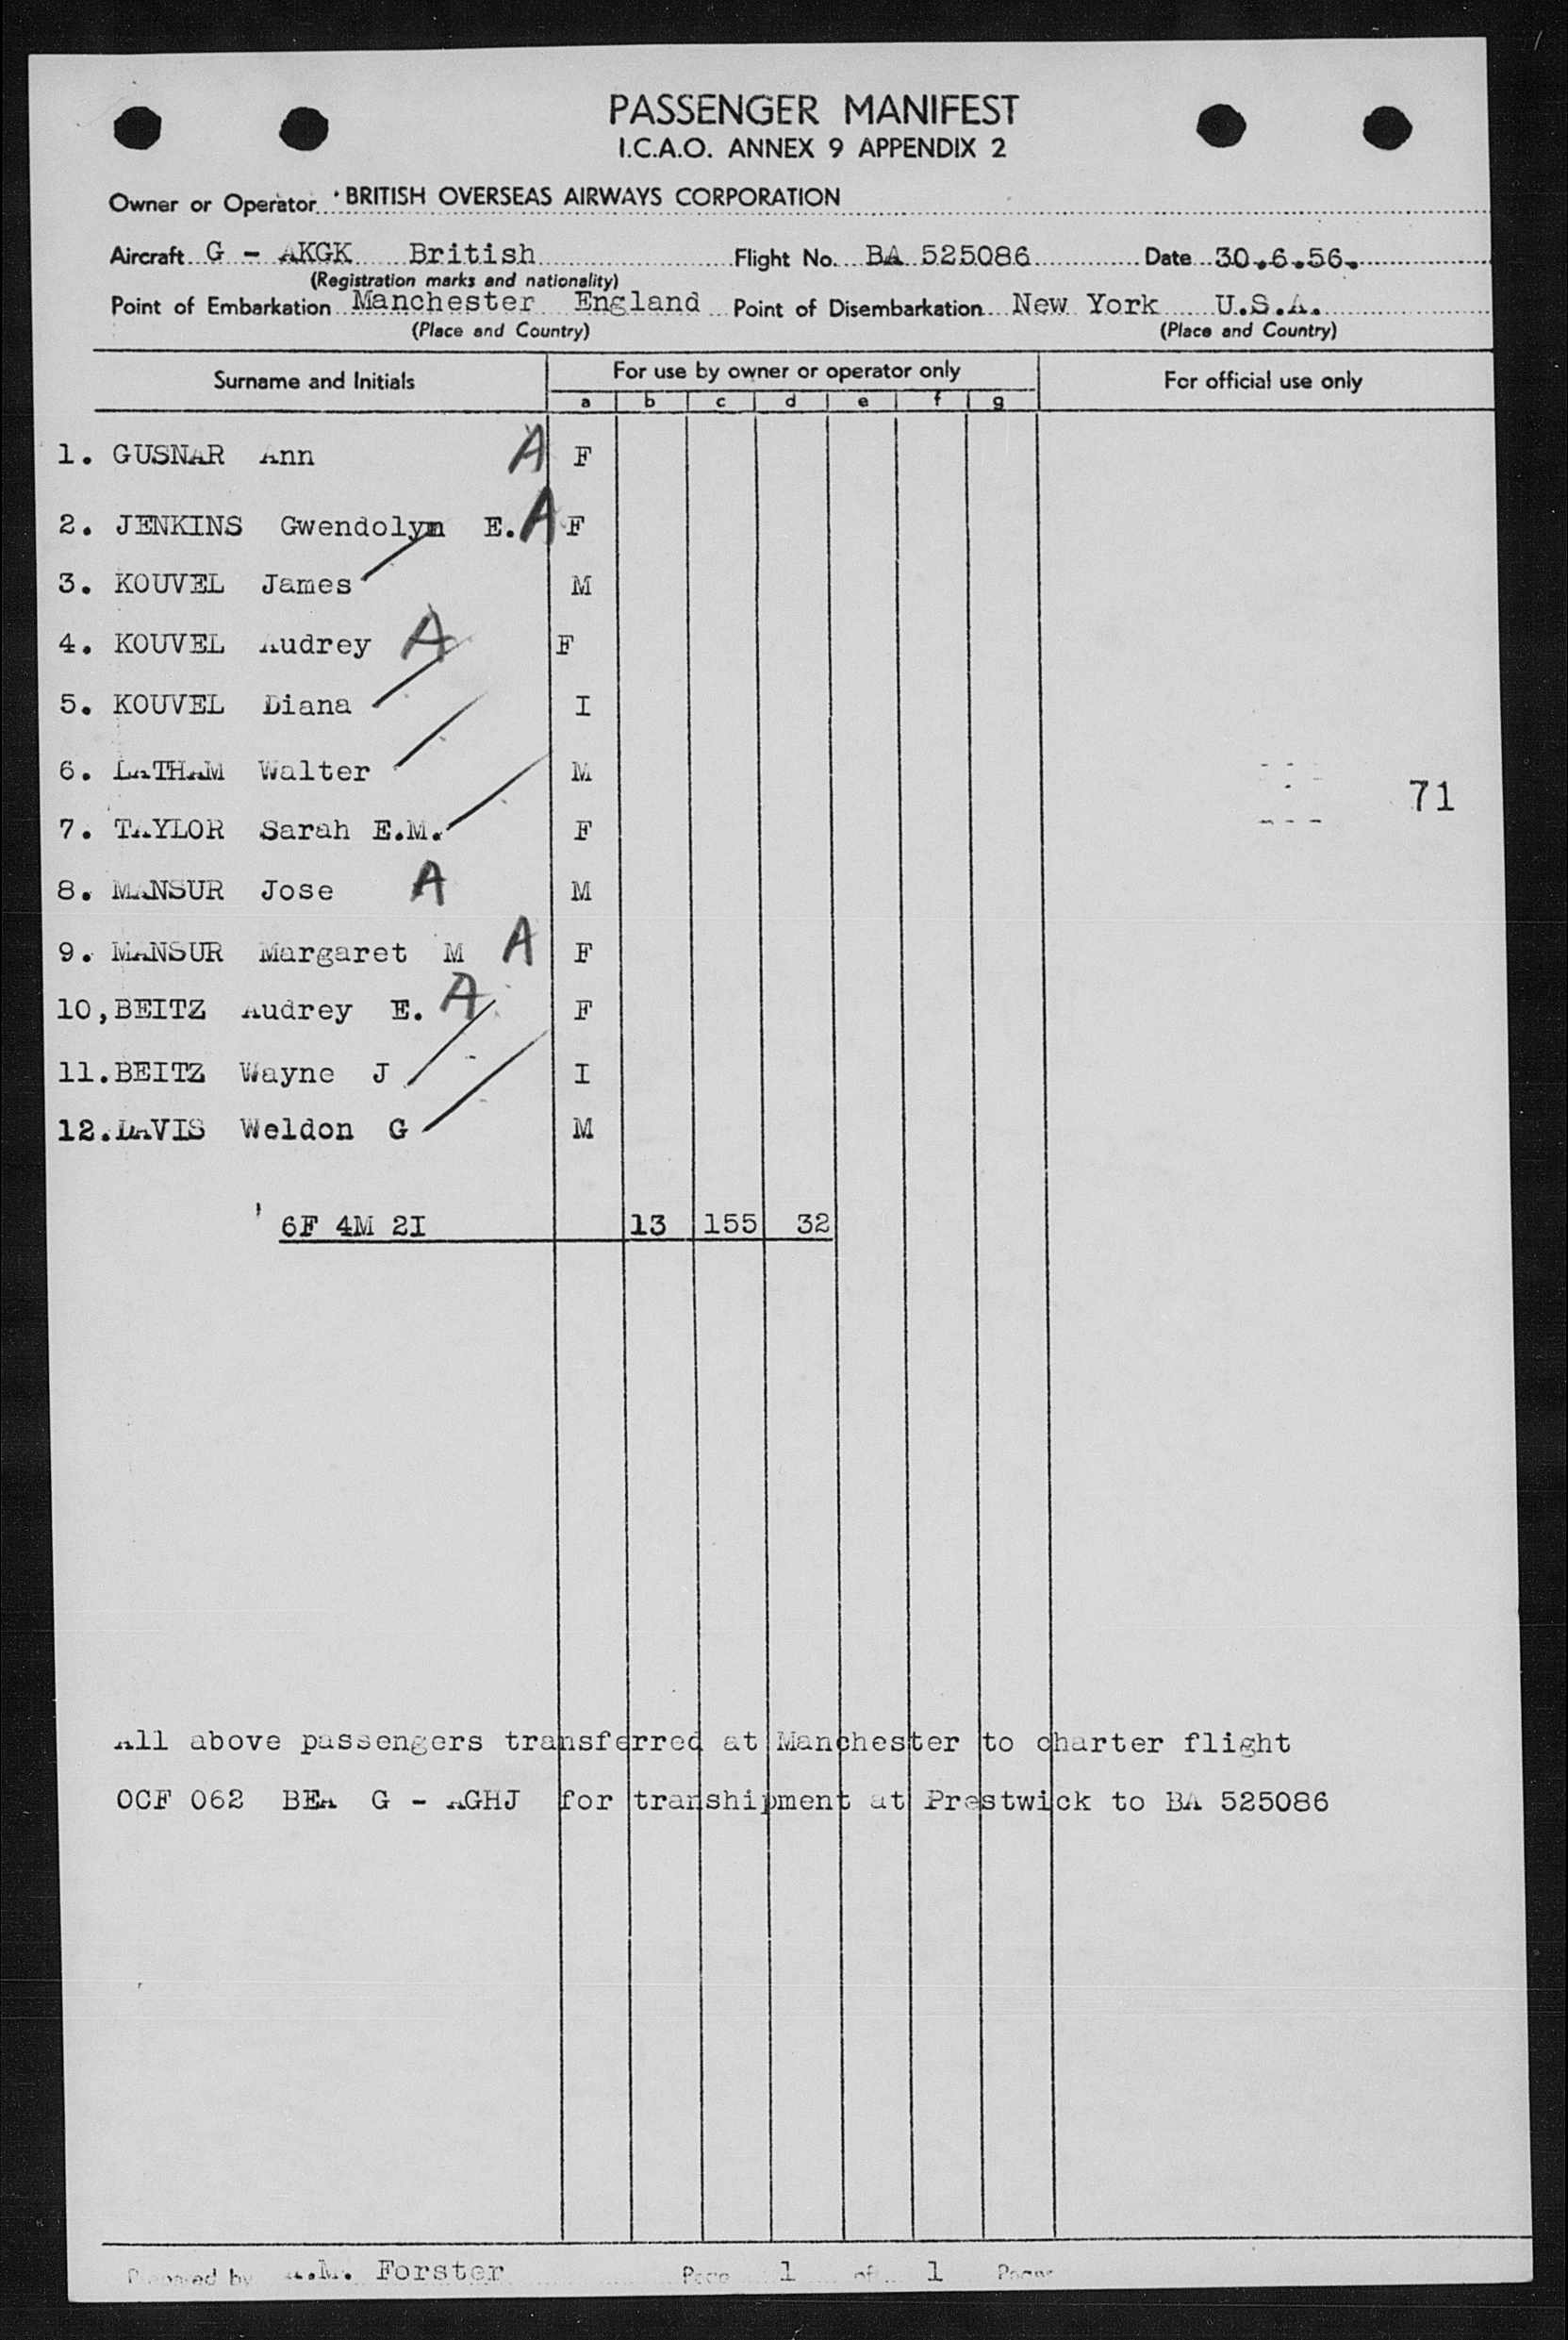 PASSENGER MANIFEST
I.C.A.O. ANNEX 9 APPENDIX 2
Owner or Operator BRITISH OVERSEAS AIRWAYS CORPORATION
Aircraft G - AKGK British Flight No. BA 525086 Date 30.6.56.
(Registration marks and nationality)
Point of Embarkation Manchester England Point of Disembarkation New York U.S.A.
(Place and Country) (Place and Country)
Surname and Initials For use by owner or operator only For official use only
a b c d e f g
1. GUSNAR Ann A F
2. JENKINS Gwendolyn E. A F
3. KOUVEL James M
4. KOUVEL Audrey A F
5. KOUVEL Diana I
6. LATHAM Walter M
71
7. TAYLOR Sarah E.M. F
8. MANSUR Jose A M
9. MANSUR Margaret M A F
10, BEITZ Audrey E. A F
11. BEITZ Wayne J I
12. DAVIS Weldon G M
6F 4M 2I 13 155 32
All above passengers transferred at Manchester to charter flight
OCF 062 BEA G - AGHJ for transhipment at Prestwick to BA 525086
Prepared by .M. Forster Page 1 of 1 Pages